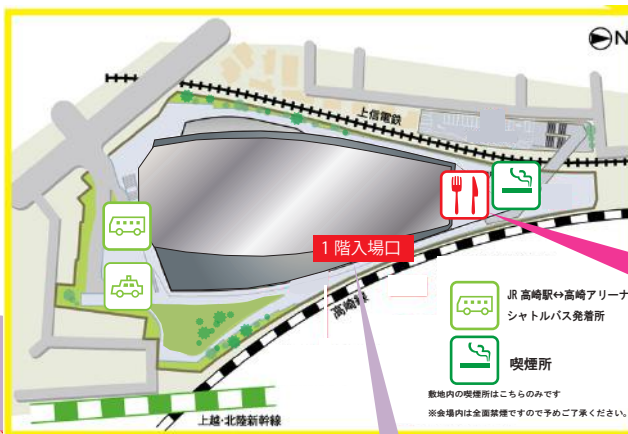 N
上信電鉄
1階入場口
高崎線
JR 高崎駅↔高崎アリーナ
シャトルバス発着所
喫煙所
敷地内の喫煙所はこちらのみです
※会場内は全面禁煙ですので予めご了承ください。
上越・北陸新幹線